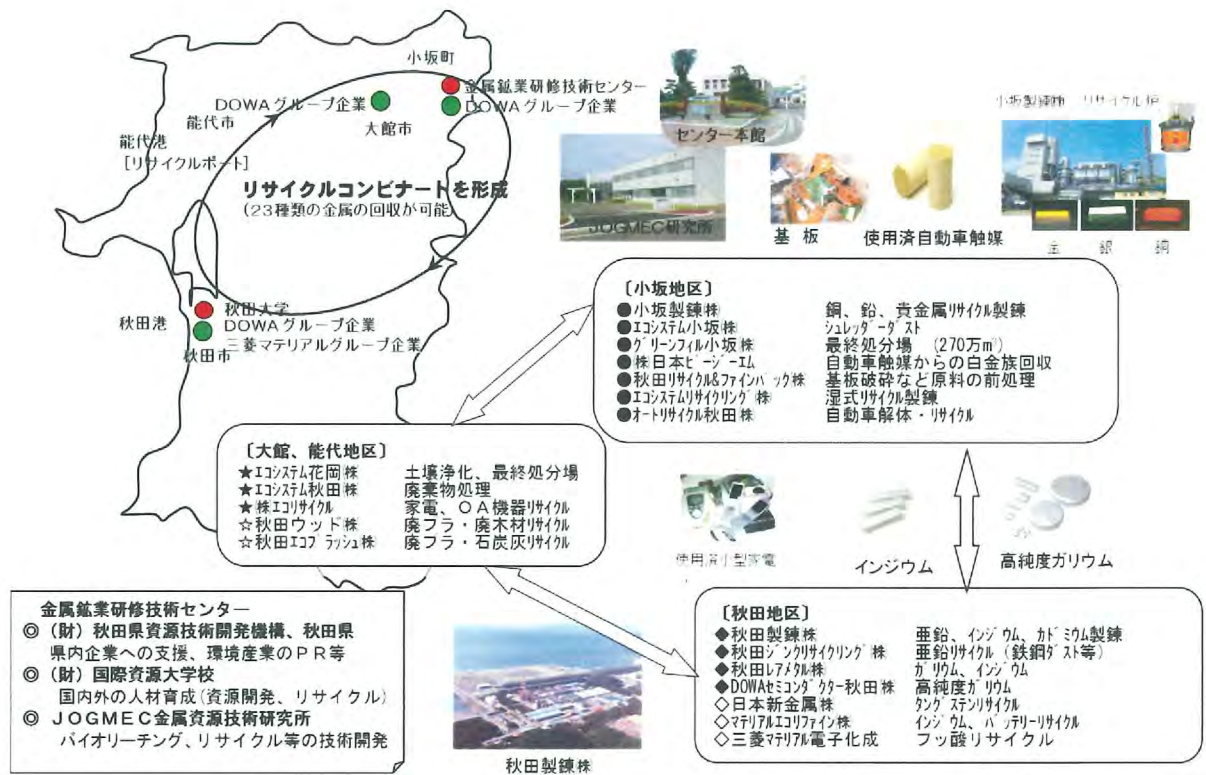 小坂町
金属鉱業研修技術センター
DOWAグループ企業
DOWAグループ企業
大館市
能代市
能代港
[リサイクルポート]
リサイクルコンビナートを形成
(23種類の金属の回収が可能)
秋田大学
DOWAグループ企業
三菱マテリアルグループ企業
秋田港
秋田市
センター本館
JOGMEC研究所
基 板
使用済自動車触媒
小坂製練㈱ リサイクル炉
金 銀 銅
〔小坂地区〕
●小坂製錬㈱ 銅、鉛、貴金属ﾘｻｲｸﾙ製錬
●ｴｺｼｽﾃﾑ小坂㈱ ｼｭﾚｯﾀﾞｰﾀﾞｽﾄ
●ｸﾞﾘｰﾝﾌｨﾙ小坂㈱ 最終処分場 (270万㎥)
●㈱日本ﾋﾟｰｼﾞｰｴﾑ 自動車触媒からの白金族回収
●秋田ﾘｻｲｸﾙ&ﾌｧｲﾝﾊﾟｯｸ㈱ 基板破砕など原料の前処理
●ｴｺｼｽﾃﾑﾘｻｲｸﾘﾝｸﾞ㈱ 湿式ﾘｻｲｸﾙ製錬
●ｵｰﾄﾘｻｲｸﾙ秋田㈱ 自動車解体・ﾘｻｲｸﾙ
〔大館、能代地区〕
★ｴｺｼｽﾃﾑ花岡㈱ 土壌浄化、最終処分場
★ｴｺｼｽﾃﾑ秋田㈱ 廃棄物処理
★㈱ｴｺﾘｻｲｸﾙ 家電、ＯＡ機器ﾘｻｲｸﾙ
☆秋田ｳｯﾄﾞ㈱ 廃プラ・廃木材ﾘｻｲｸﾙ
☆秋田ｴｺﾌﾟﾗｯｼｭ㈱ 廃プラ・石炭灰ﾘｻｲｸﾙ
使用済小型家電
インジウム
高純度ガリウム
〔秋田地区〕
◆秋田製錬㈱ 亜鉛、ｲﾝｼﾞｳﾑ、ｶﾄﾞﾐｳﾑ製錬
◆秋田ｼﾞﾝｸﾘｻｲｸﾘﾝｸﾞ㈱ 亜鉛ﾘｻｲｸﾙ (鉄鋼ﾀﾞｽﾄ等)
◆秋田ﾚｱﾒﾀﾙ㈱ ｶﾞﾘｳﾑ、ｲﾝｼﾞｳﾑ
◆DOWAｾﾐｺﾝﾀﾞｸﾀｰ秋田㈱ 高純度ｶﾞﾘｳﾑ
◇日本新金属㈱ ﾀﾝｸﾞｽﾃﾝﾘｻｲｸﾙ
◇ﾏﾃﾘｱﾙｴｺﾘﾌｧｲﾝ㈱ ｲﾝｼﾞｳﾑ、ﾊﾞｯﾃﾘｰﾘｻｲｸﾙ
◇三菱ﾏﾃﾘｱﾙ電子化成 フッ酸リサイクル
金属鉱業研修技術センター
◎ (財) 秋田県資源技術開発機構、秋田県
県内企業への支援、環境産業のＰＲ等
◎ (財) 国際資源大学校
国内外の人材育成(資源開発、リサイクル)
◎ ＪＯＧＭＥＣ金属資源技術研究所
バイオリーチング、リサイクル等の技術開発
秋田製錬㈱